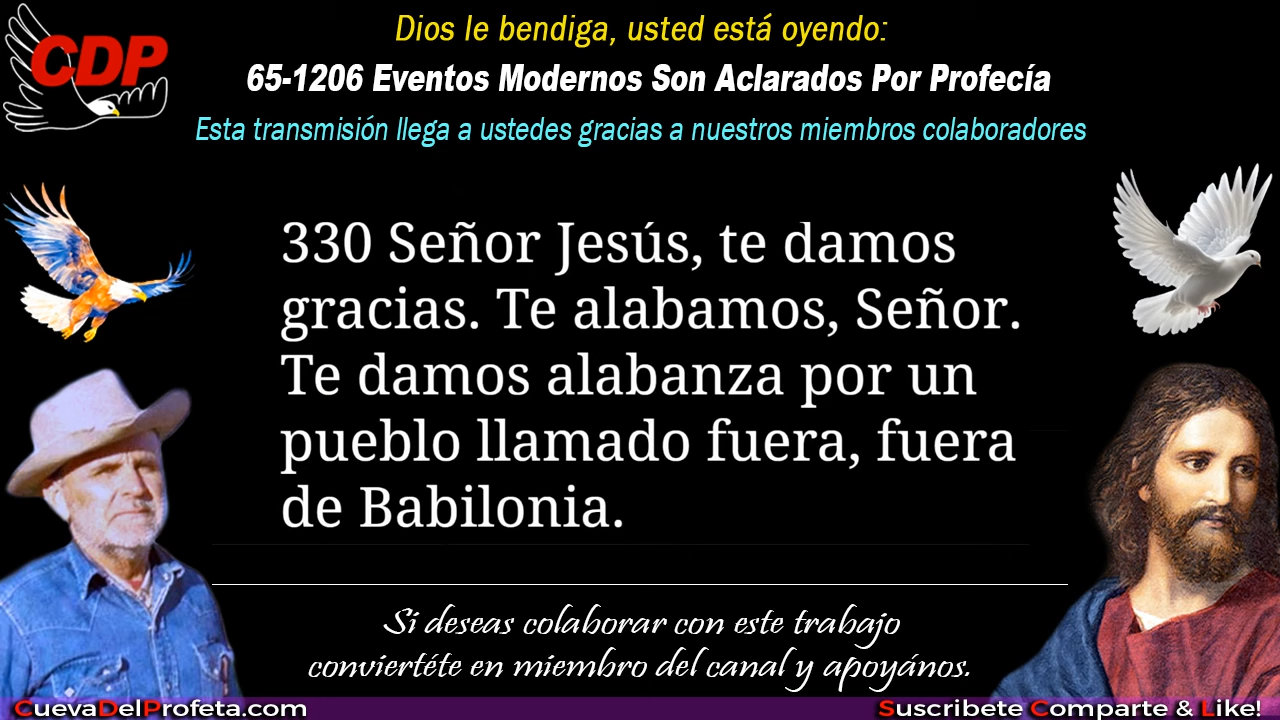 CDP
Dios le bendiga, usted está oyendo:
65-1206 Eventos Modernos Son Aclarados Por Profecía
Esta transmisión llega a ustedes gracias a nuestros miembros colaboradores
330 Señor Jesús, te damos
gracias. Te alabamos, Señor.
Te damos alabanza por un
pueblo llamado fuera, fuera
de Babilonia.
Si deseas colaborar con este trabajo
conviertéte en miembro del canal y apoyános.
CuevaDelProfeta.com
Suscribete Comparte & Like!